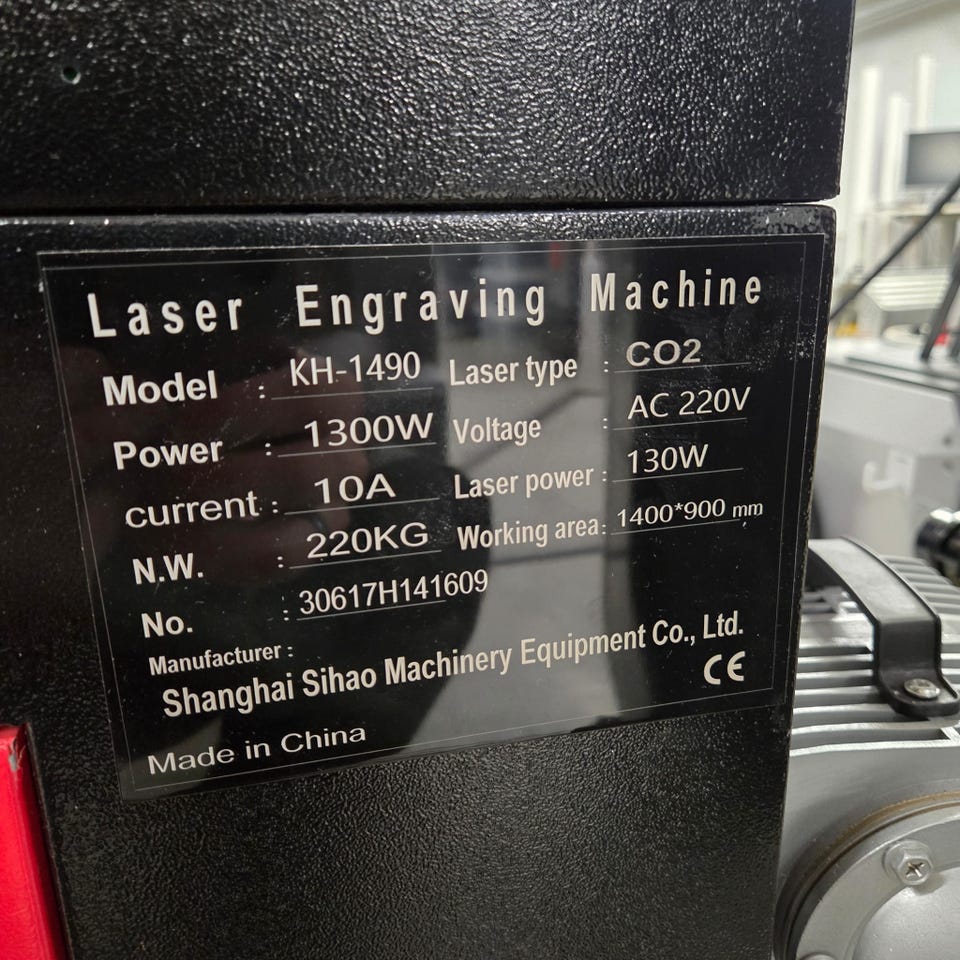 Laser Engraving Machine
Model : KH-1490 Laser type : CO2
Power : 1300W Voltage : AC 220V
current : 10A Laser power : 130W
N.W. : 220KG Working area: 1400*900 mm
No. : 30617H141609
Manufacturer :
Shanghai Sihao Machinery Equipment Co., Ltd.
CE
Made in China